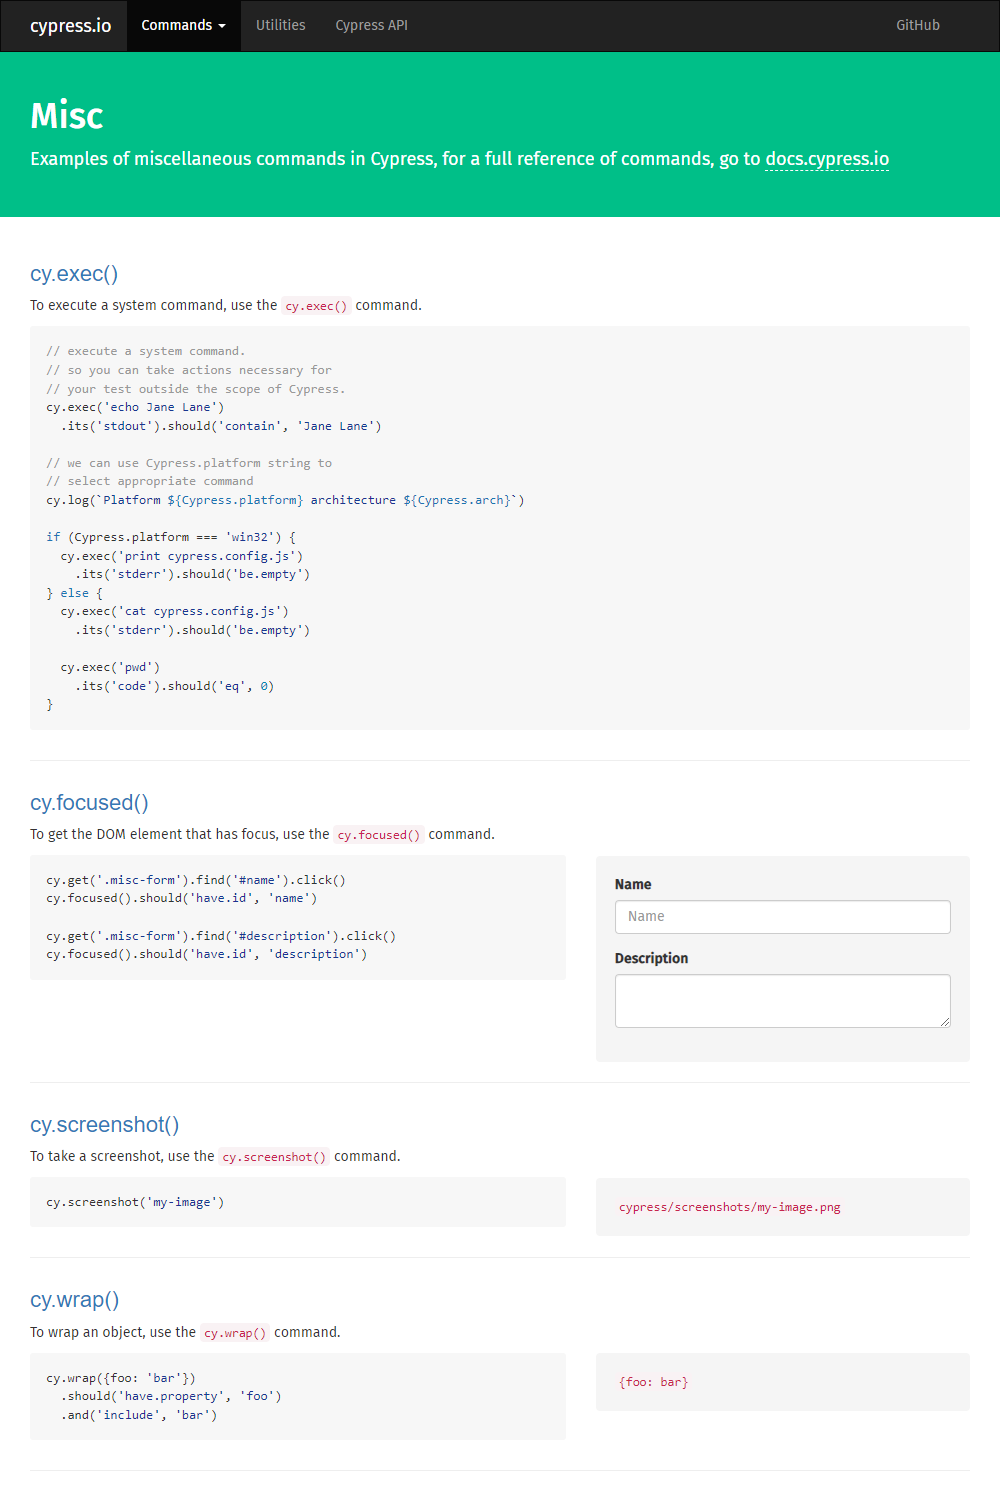 cypress.io
Commands
Utilities
Cypress API
GitHub
Misc
Examples of miscellaneous commands in Cypress, for a full reference of commands, go to docs.cypress.io
cy.exec()
To execute a system command, use the cy.exec() command.
// execute a system command.
// so you can take actions necessary for
// your test outside the scope of Cypress.
cy.exec('echo Jane Lane')
  .its('stdout').should('contain', 'Jane Lane')
// we can use Cypress.platform string to
// select appropriate command
cy.log(`Platform ${Cypress.platform} architecture ${Cypress.arch}`)
if (Cypress.platform === 'win32') {
  cy.exec('print cypress.config.js')
    .its('stderr').should('be.empty')
} else {
  cy.exec('cat cypress.config.js')
    .its('stderr').should('be.empty')
  cy.exec('pwd')
    .its('code').should('eq', 0)
}
cy.focused()
To get the DOM element that has focus, use the cy.focused() command.
cy.get('.misc-form').find('#name').click()
cy.focused().should('have.id', 'name')
cy.get('.misc-form').find('#description').click()
cy.focused().should('have.id', 'description')
Name
Name
Description
cy.screenshot()
To take a screenshot, use the cy.screenshot() command.
cy.screenshot('my-image')
cypress/screenshots/my-image.png
cy.wrap()
To wrap an object, use the cy.wrap() command.
cy.wrap({foo: 'bar'})
  .should('have.property', 'foo')
  .and('include', 'bar')
{foo: bar}